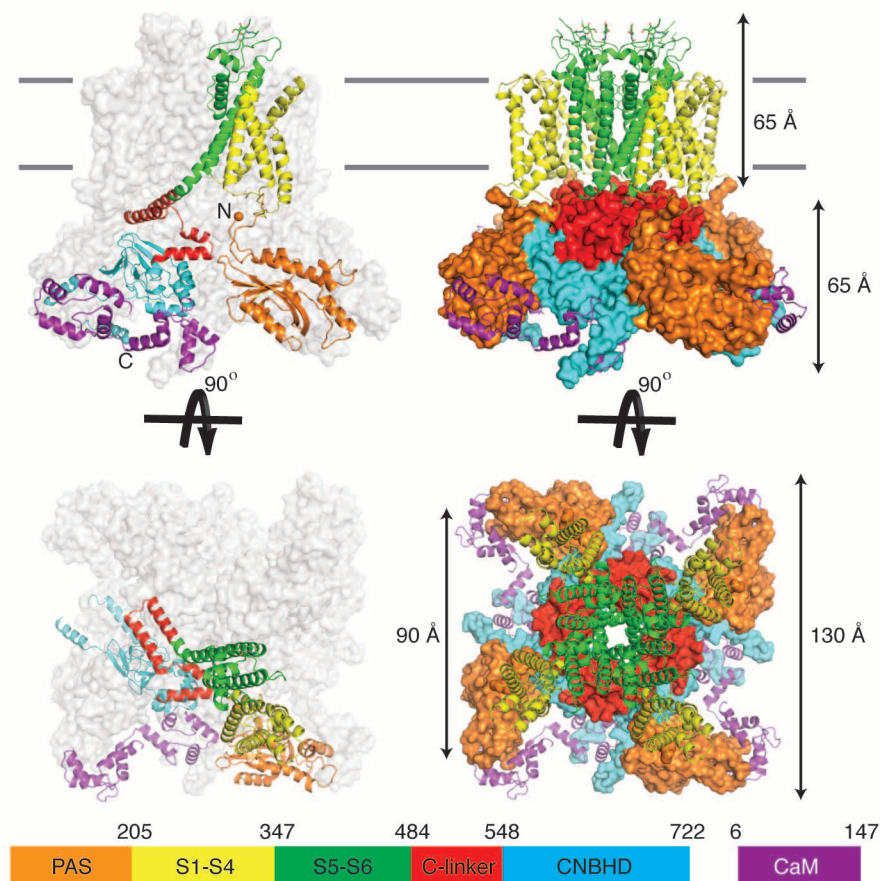 65 Å
N
65 Å
C
90°
90°
90 Å
130 Å
205 347 484 548 722 6 147
PAS S1-S4 S5-S6 C-linker CNBHD CaM